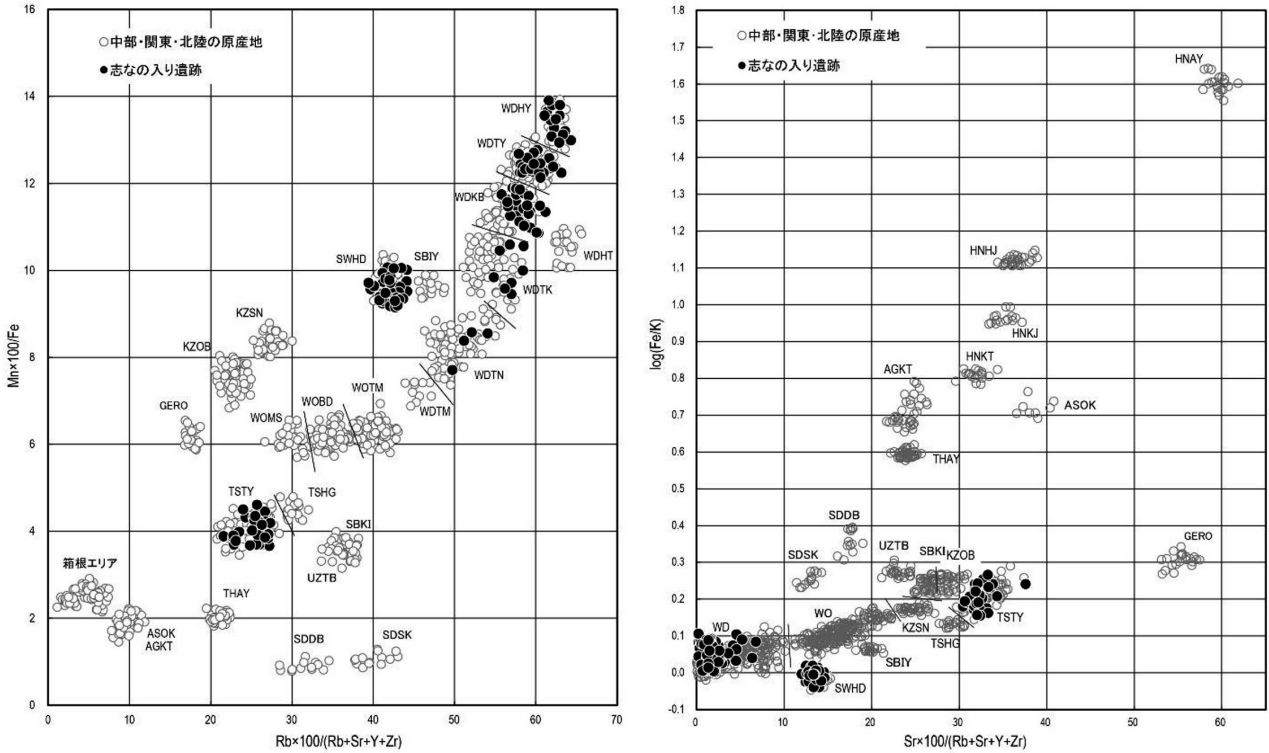 16
14
12
10
8
6
4
2
0
Mn×100/Fe
○中部・関東・北陸の原産地
●志なの入り遺跡
WDHY
WDTY
WDKB
WDHT
SWHD
SBIY
WDTK
KZSN
KZOB
WDTN
WOTM
WOBD
WDTM
GERO
WOMS
TSTY
TSHG
SBKI
箱根エリア
UZTB
THAY
ASOK
AGKT
SDDB
SDSK
0
10
20
30
40
50
60
70
Rb×100/(Rb+Sr+Y+Zr)
1.8
1.7
1.6
1.5
1.4
1.3
1.2
1.1
1.0
0.9
0.8
0.7
0.6
0.5
0.4
0.3
0.2
0.1
0.0
-0.1
log(Fe/K)
○中部・関東・北陸の原産地
●志なの入り遺跡
HNAY
HNHJ
HNKJ
HNKT
AGKT
ASOK
THAY
SDDB
UZTB
SBKI
KZOB
GERO
SDSK
WO
WD
KZSN
TSTY
TSHG
SBIY
SWHD
0
10
20
30
40
50
60
Sr×100/(Rb+Sr+Y+Zr)